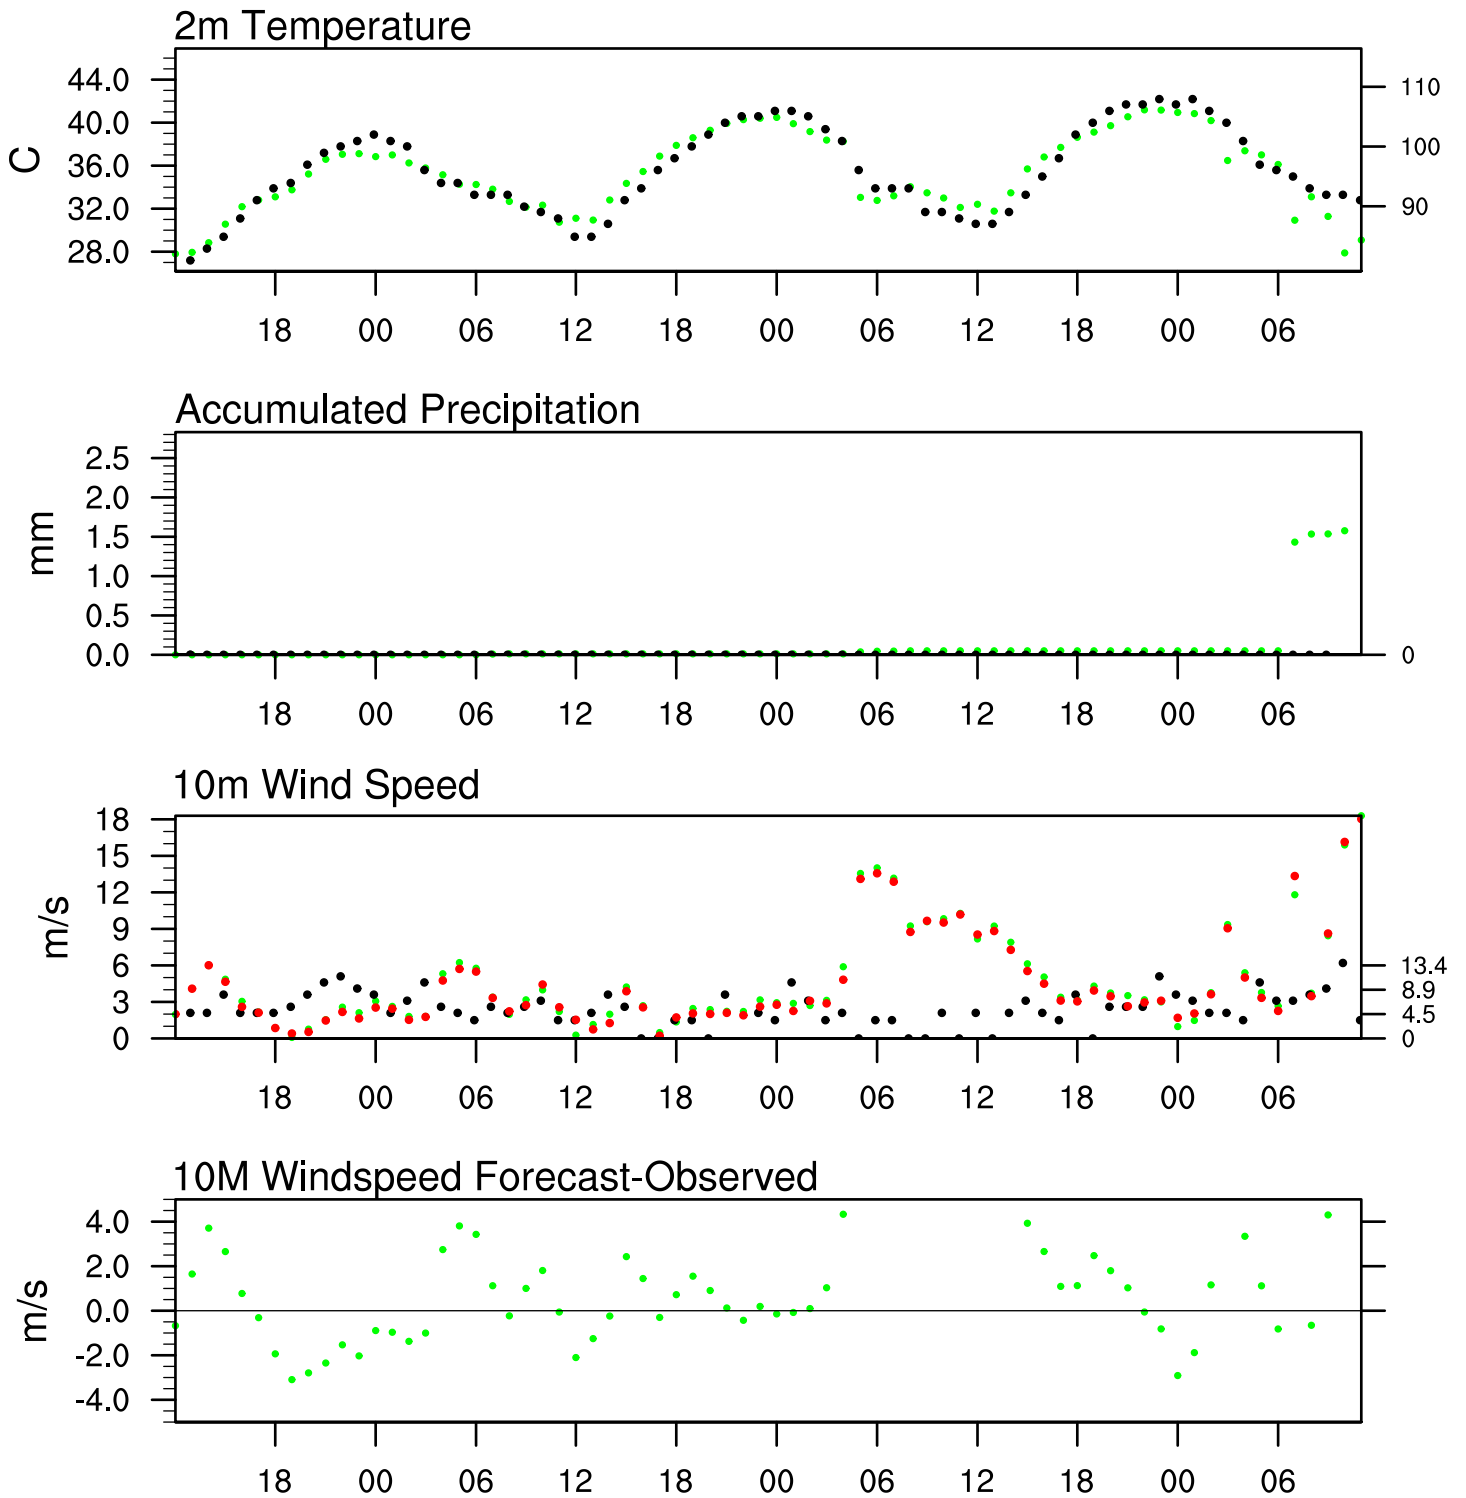 2m Temperature
44.0
40.0
36.0
32.0
28.0
C
110
100
90
18 00 06 12 18 00 06 12 18 00 06
Accumulated Precipitation
2.5
2.0
1.5
1.0
0.5
0.0
mm
0
18 00 06 12 18 00 06 12 18 00 06
10m Wind Speed
18
15
12
9
6
3
0
m/s
13.4
8.9
4.5
0
18 00 06 12 18 00 06 12 18 00 06
10M Windspeed Forecast-Observed
4.0
2.0
0.0
-2.0
-4.0
m/s
18 00 06 12 18 00 06 12 18 00 06